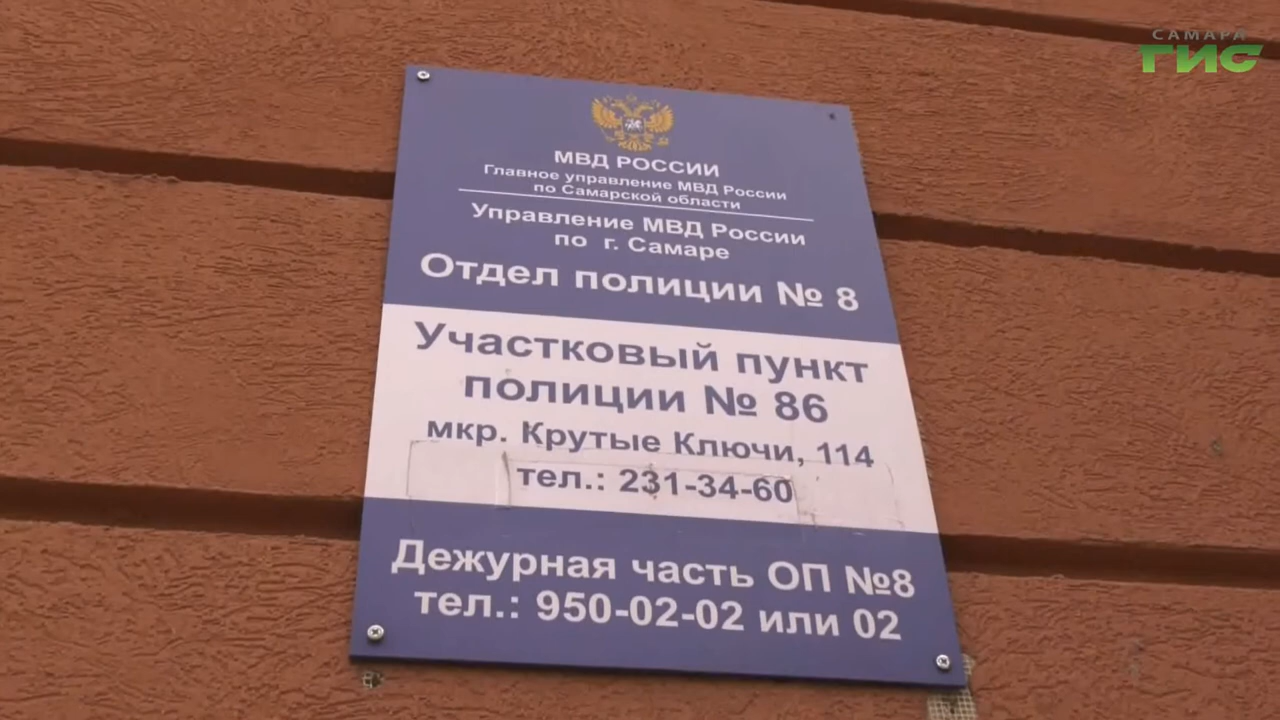 САМАРА
ГИС
МВД РОССИИ
Главное управление МВД России
по Самарской области
Управление МВД России
по г. Самаре
Отдел полиции № 8
Участковый пункт
полиции № 86
мкр. Крутые Ключи, 114
тел.: 231-34-60
Дежурная часть ОП №8
тел.: 950-02-02 или 02